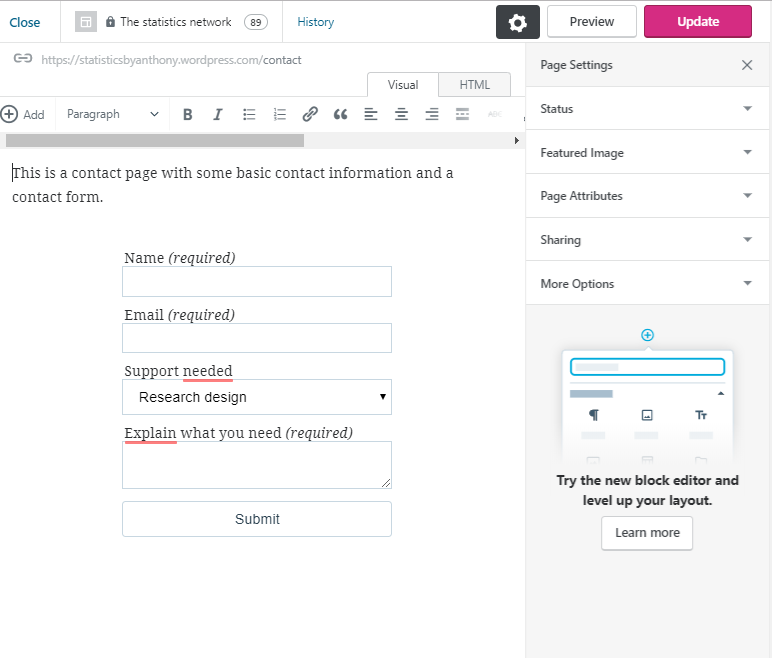 Close
The statistics network 89
History
Preview
Update
https://statisticsbyanthony.wordpress.com/contact
Visual
HTML
Add
Paragraph
B I
ABC
This is a contact page with some basic contact information and a
contact form.
Name (required)
Email (required)
Support needed
Research design
Explain what you need (required)
Submit
Page Settings
Status
Featured Image
Page Attributes
Sharing
More Options
Tт
Try the new block editor and
level up your layout.
Learn more